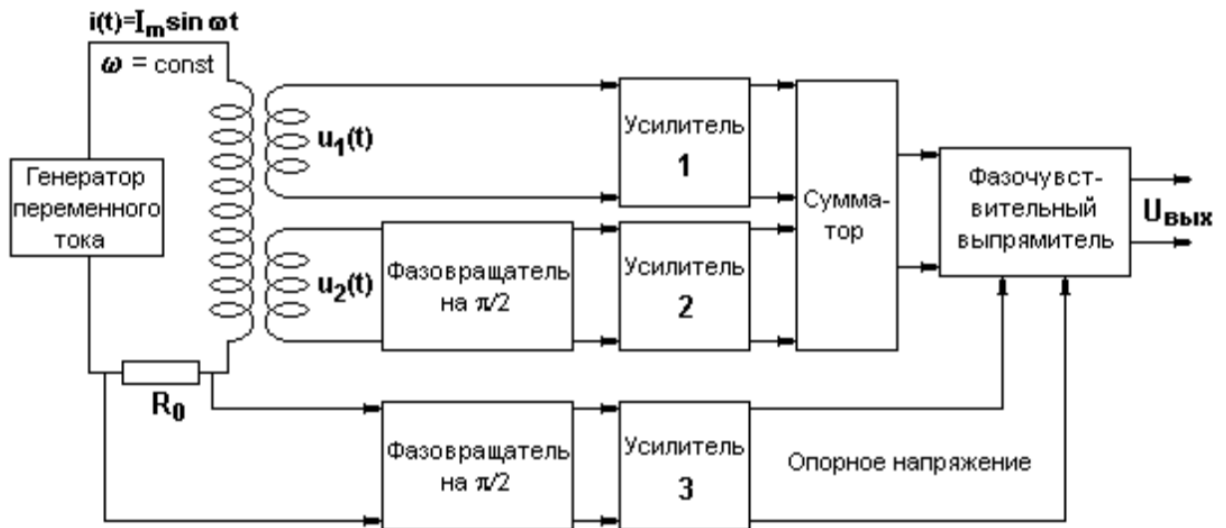 i(t)=Iₘsin ωt
ω = const
Генератор
переменного
тока
u₁(t)
u₂(t)
Усилитель
1
Сумма-
тор
Фазочувст-
вительный
выпрямитель
Uвых
Фазовращатель
на π/2
Усилитель
2
R₀
Фазовращатель
на π/2
Усилитель
3
Опорное напряжение